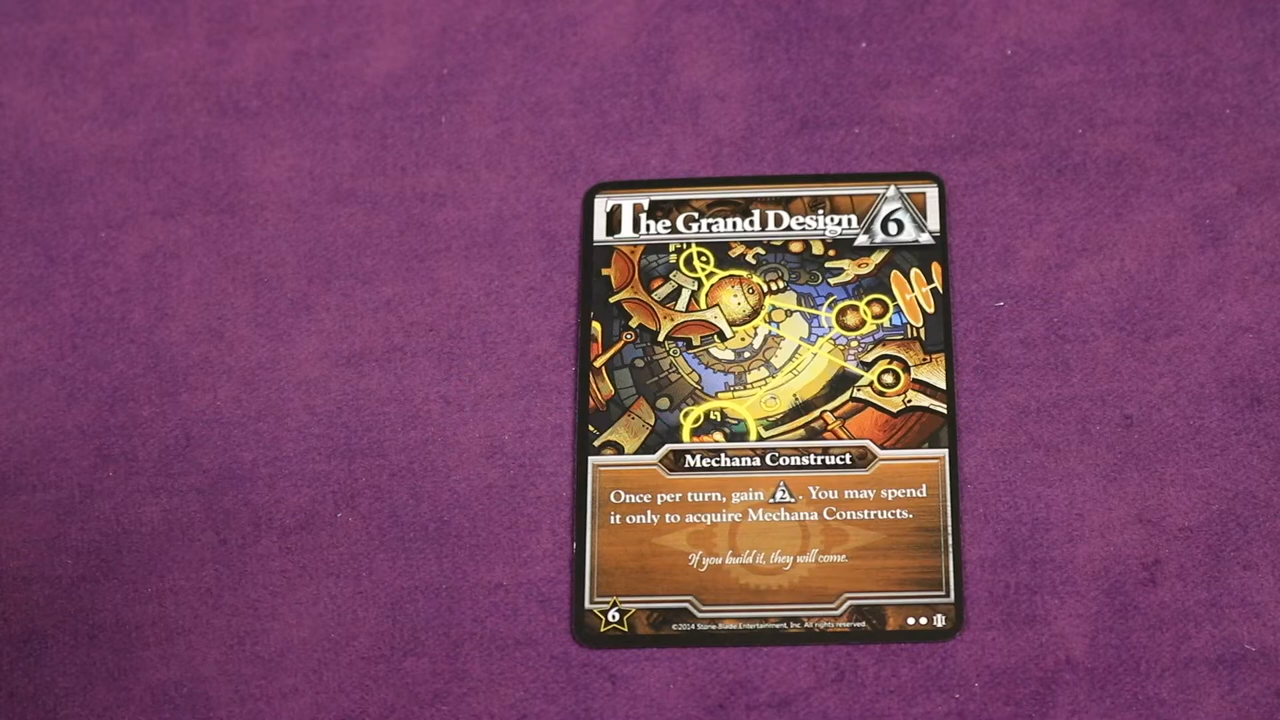 The Grand Design
6
Mechana Construct
Once per turn, gain 2. You may spend
it only to acquire Mechana Constructs.
If you build it, they will come.
6
©2014 Stone Blade Entertainment, Inc. All rights reserved.